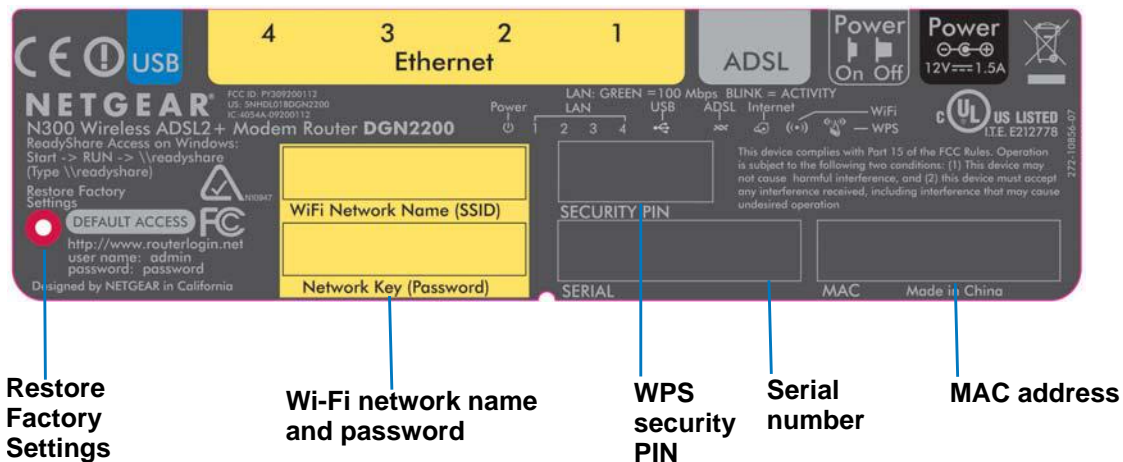 4 3 2 1
Ethernet
USB
ADSL
Power
On Off
Power
12V 1.5A
NETGEAR®
FCC ID: PY309200112
US: 5NHDL01BDGN2200
IC:4054A-09200112
N300 Wireless ADSL2+ Modem Router DGN2200
LAN: GREEN =100 Mbps BLINK = ACTIVITY
Power LAN USB ADSL Internet WiFi
1 2 3 4 WPS
C UL US LISTED
I.T.E. E212778
272-10856-07
ReadyShare Access on Windows:
Start -> RUN -> \\readyshare
(Type \\readyshare)
Restore Factory
Settings
N10947
DEFAULT ACCESS
FC
http://www.routerlogin.net
user name: admin
password: password
Designed by NETGEAR in California
WiFi Network Name (SSID)
Network Key (Password)
SECURITY PIN
This device complies with Part 15 of the FCC Rules. Operation
is subject to the following two conditions: (1) This device may
not cause harmful interference, and (2) this device must accept
any interference received, including interference that may cause
undesired operation
SERIAL
MAC
Made in China
Restore
Factory
Settings
Wi-Fi network name
and password
WPS
security
PIN
Serial
number
MAC address